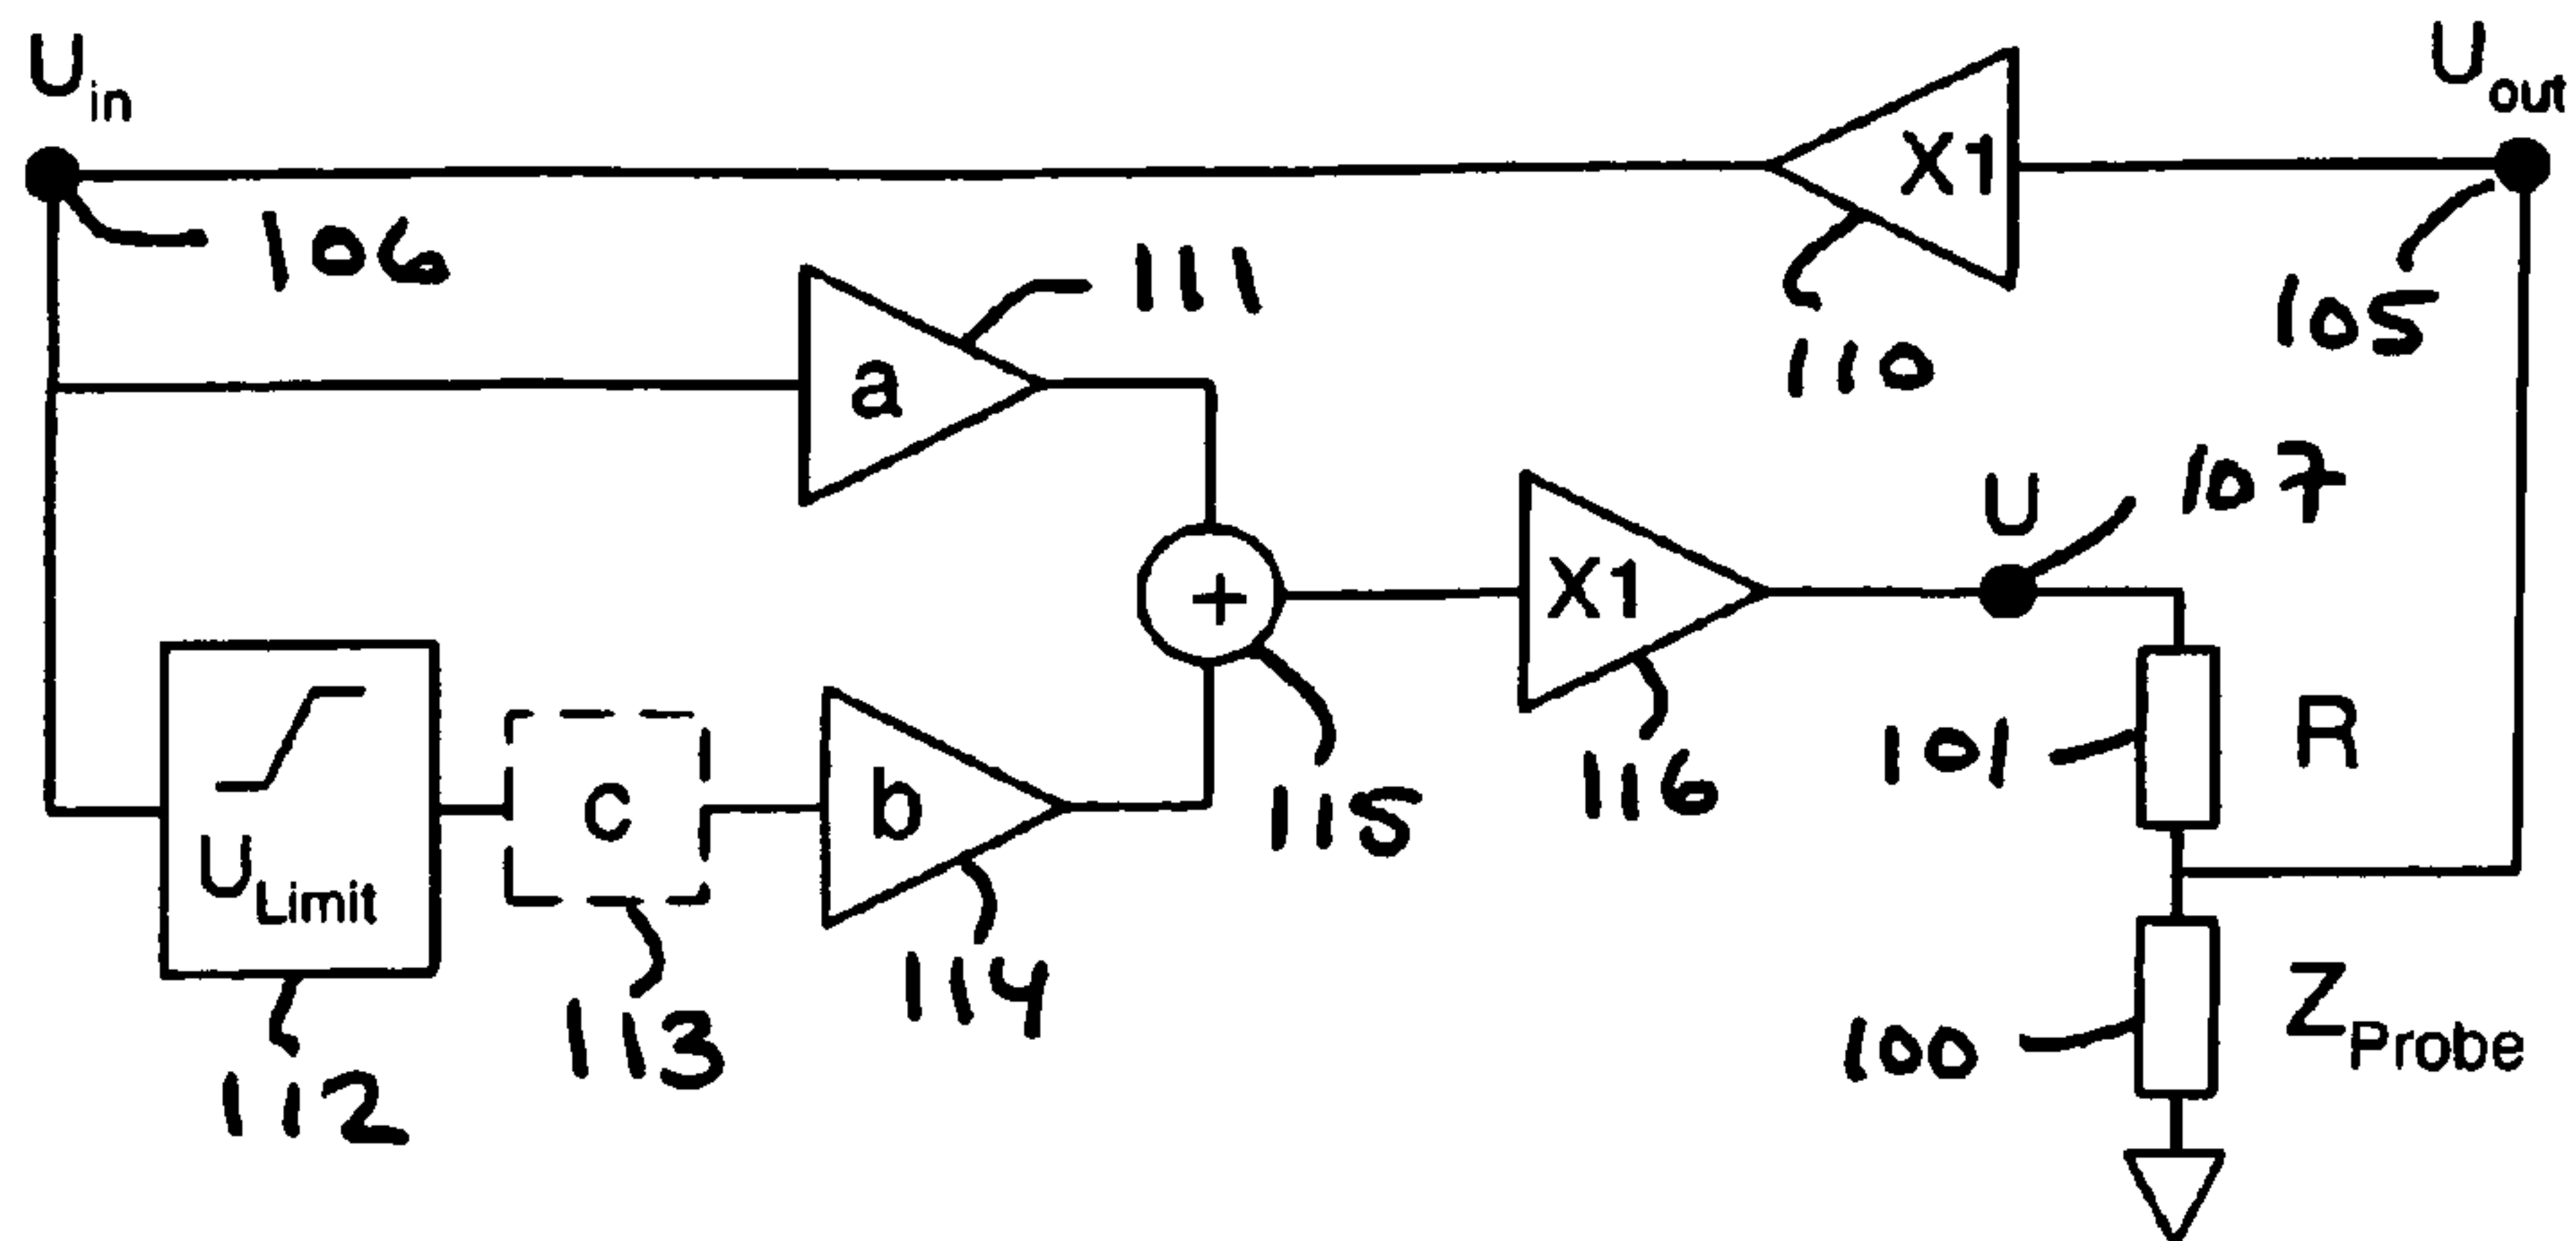 U_in
U_out
X1
106
111
105
110
a
107
U
+
X1
R
101
116
115
c
b
U_Limit
114
Z_Probe
100
113
112